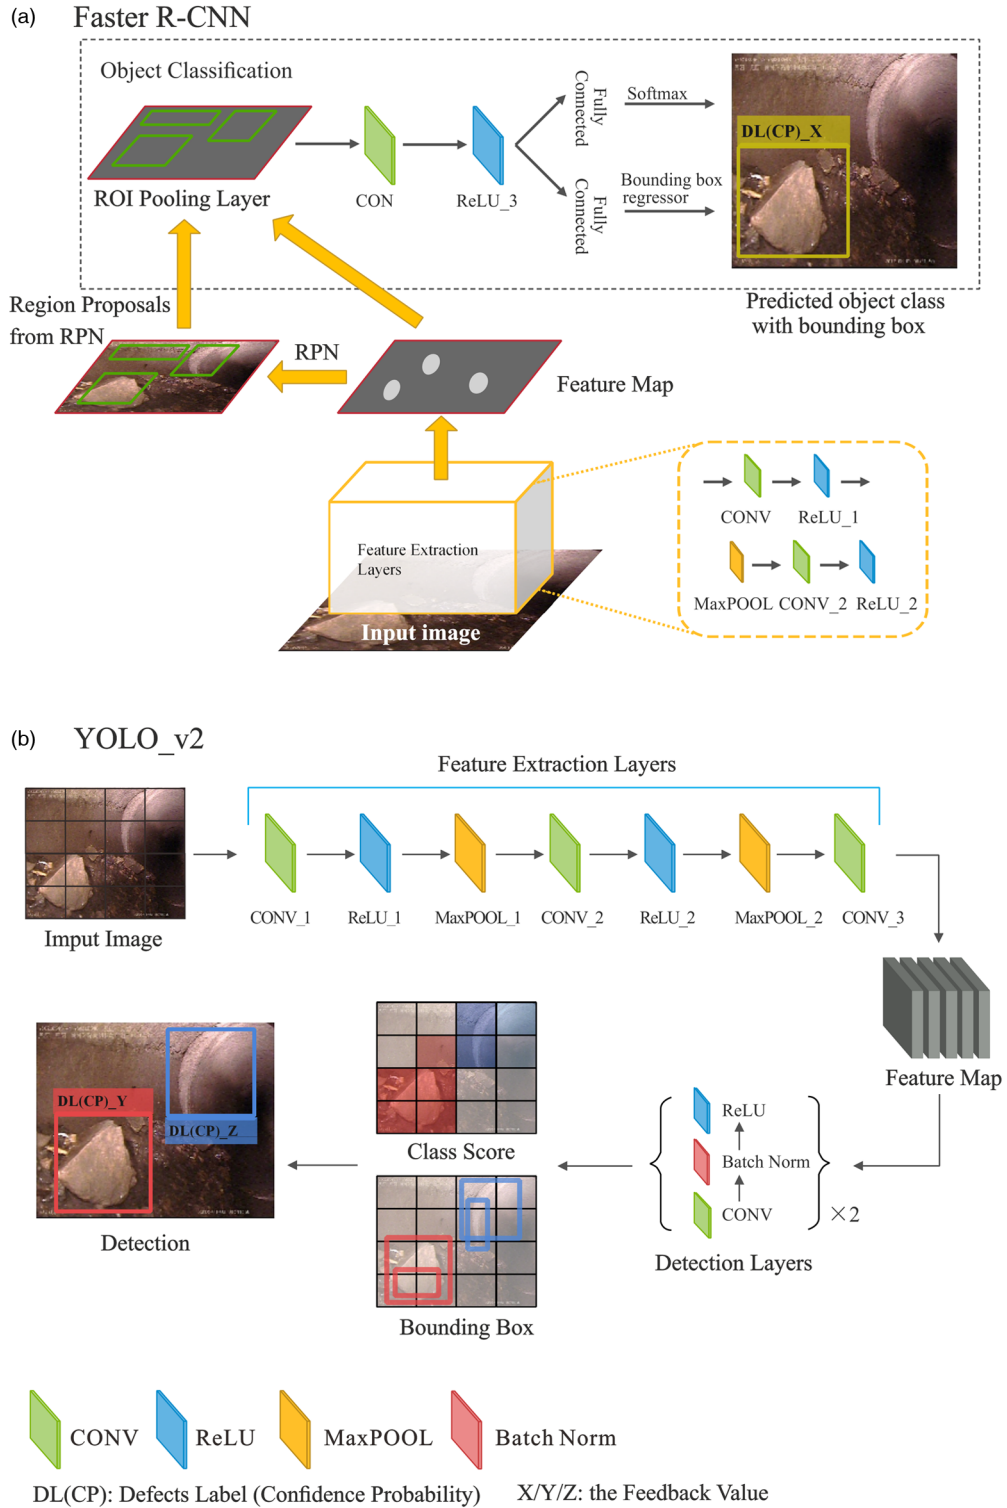 (a) Faster R-CNN
Object Classification
Fully
Connected
Softmax
DL(CP)_X
ROI Pooling Layer
CON
ReLU_3
Fully
Connected
Bounding box
regressor
Predicted object class
with bounding box
Region Proposals
from RPN
RPN
Feature Map
CONV
ReLU_1
Feature Extraction
Layers
MaxPOOL
CONV_2
ReLU_2
Input image
(b) YOLO_v2
Feature Extraction Layers
CONV_1
ReLU_1
MaxPOOL_1
CONV_2
ReLU_2
MaxPOOL_2
CONV_3
Imput Image
Feature Map
DL(CP)_Y
DL(CP)_Z
Detection
Class Score
Bounding Box
ReLU
Batch Norm
CONV
×2
Detection Layers
CONV
ReLU
MaxPOOL
Batch Norm
DL(CP): Defects Label (Confidence Probability)
X/Y/Z: the Feedback Value